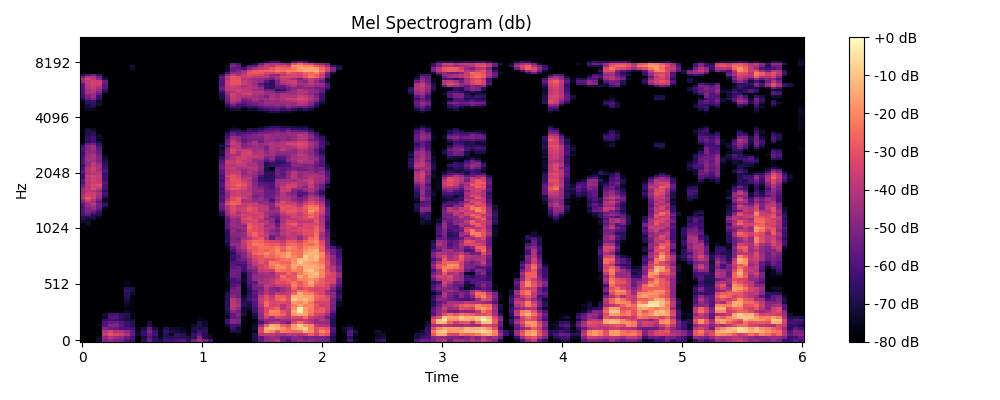 Mel Spectrogram (db)
8192
4096
2048
1024
512
0
Hz
0 1 2 3 4 5 6
Time
+0 dB
-10 dB
-20 dB
-30 dB
-40 dB
-50 dB
-60 dB
-70 dB
-80 dB